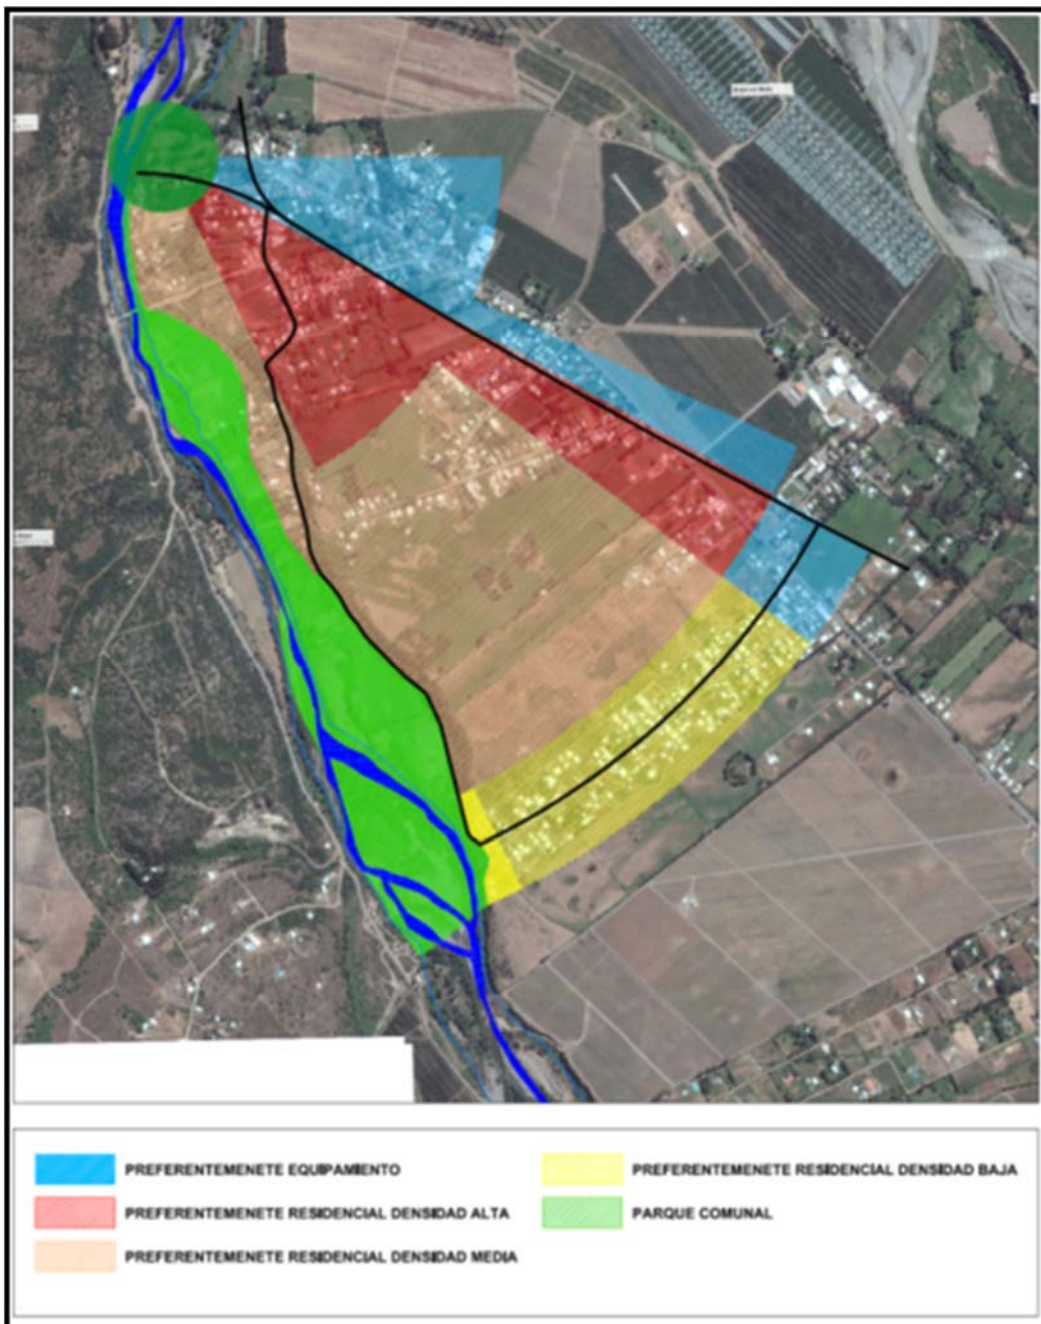 PREFERENTEMENETE EQUIPAMIENTO
PREFERENTEMENETE RESIDENCIAL DENSIDAD ALTA
PREFERENTEMENETE RESIDENCIAL DENSIDAD MEDIA
PREFERENTEMENETE RESIDENCIAL DENSIDAD BAJA
PARQUE COMUNAL